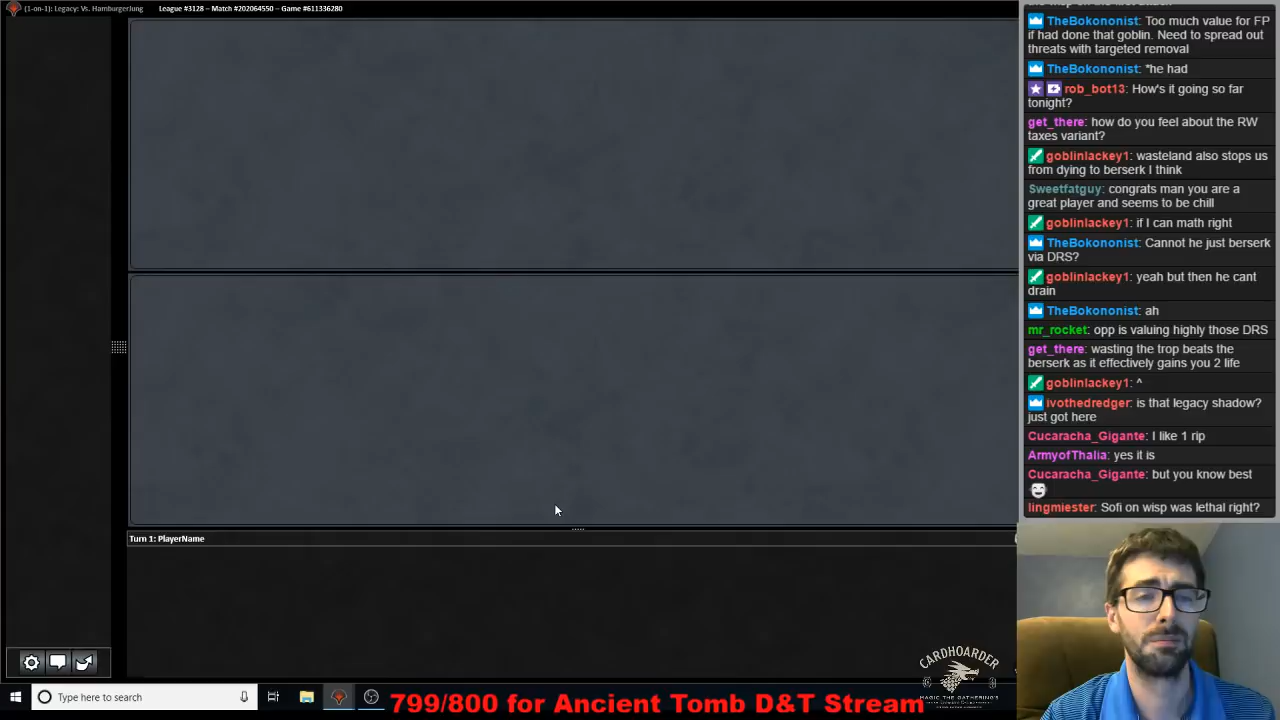 (1-on-1): Legacy: Vs. Hamburgerlung
League #3128 – Match #202064550 – Game #611336280
TheBokononist: Too much value for FP
if had done that goblin. Need to spread out
threats with targeted removal
TheBokononist: *he had
rob_bot13: How's it going so far
tonight?
get_there: how do you feel about the RW
taxes variant?
goblinlackey1: wasteland also stops us
from dying to berserk I think
Sweetfatguy: congrats man you are a
great player and seems to be chill
goblinlackey1: if I can math right
TheBokononist: Cannot he just berserk
via DRS?
goblinlackey1: yeah but then he cant
drain
TheBokononist: ah
mr_rocket: opp is valuing highly those DRS
get_there: wasting the trop beats the
berserk as it effectively gains you 2 life
goblinlackey1: ^
ivothedredger: is that legacy shadow?
just got here
Cucaracha_Gigante: I like 1 rip
ArmyofThalia: yes it is
Cucaracha_Gigante: but you know best
lingmiester: Sofi on wisp was lethal right?
Turn 1: PlayerName
CARDHOARDER
MAGIC THE GATHERING'S
Type here to search
799/800 for Ancient Tomb D&T Stream